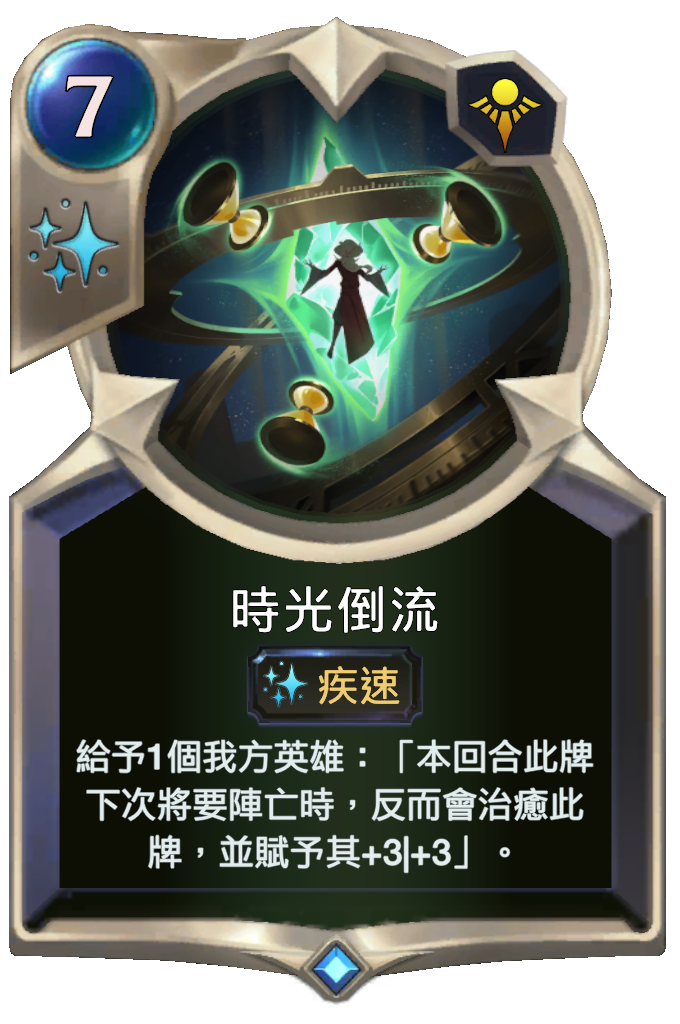 7
時光倒流
疾速
給予1個我方英雄：「本回合此牌
下次將要陣亡時，反而會治癒此
牌，並賦予其+3|+3」。